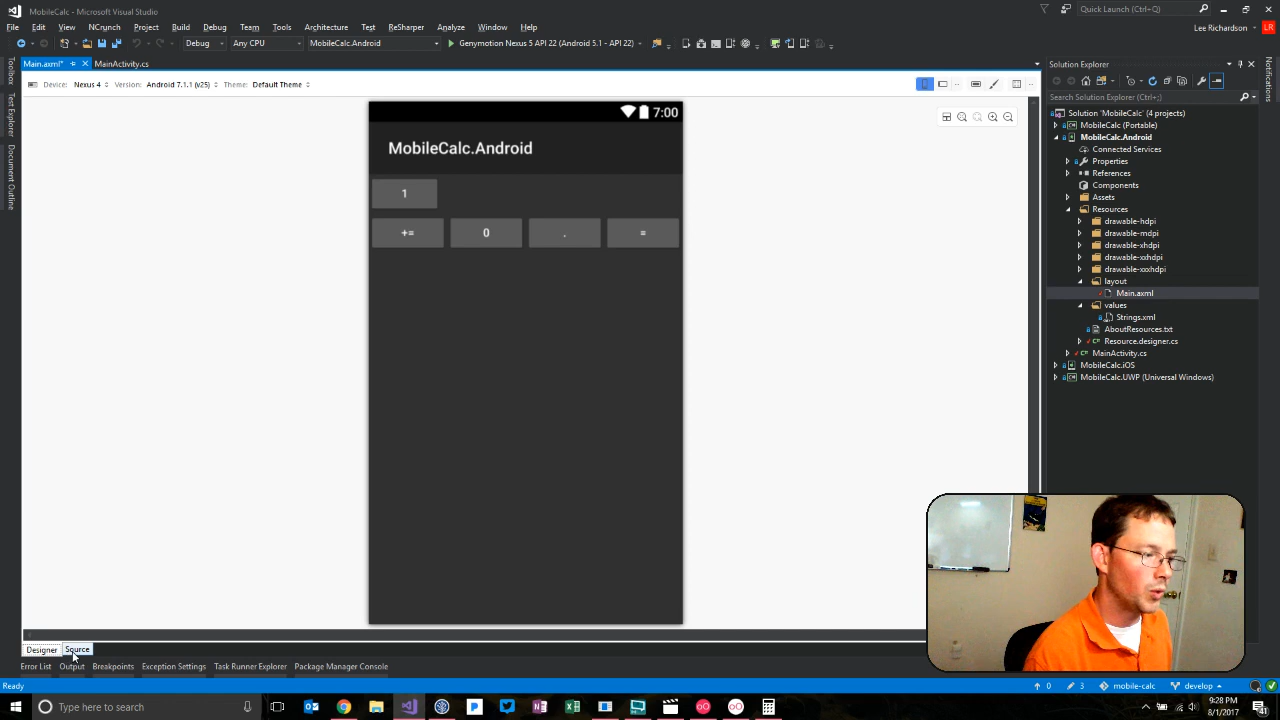 MobileCalc - Microsoft Visual Studio
Quick Launch (Ctrl+;)
File Edit View NCrunch Project Build Debug Team Tools Architecture Test ReSharper Analyze Window Help
Lee Richardson LR
Debug Any CPU MobileCalc.Android Genymotion Nexus 5 API 22 (Android 5.1 - API 22)
Main.axml* MainActivity.cs
Device: Nexus 4 Version: Android 7.1.1 (v25) Theme: Default Theme
Toolbox
Test Explorer
Document Outline
7:00
MobileCalc.Android
1
+= 0 . =
Designer Source
Error List Output Breakpoints Exception Settings Task Runner Explorer Package Manager Console
Ready
Solution Explorer
Search Solution Explorer (Ctrl+;)
Solution 'MobileCalc' (4 projects)
MobileCalc (Portable)
MobileCalc.Android
Connected Services
Properties
References
Components
Assets
Resources
drawable-hdpi
drawable-mdpi
drawable-xhdpi
drawable-xxhdpi
drawable-xxxhdpi
layout
Main.axml
values
Strings.xml
AboutResources.txt
Resource.designer.cs
MainActivity.cs
MobileCalc.iOS
MobileCalc.UWP (Universal Windows)
Notifications
0 3 mobile-calc develop
Type here to search
9:28 PM
8/1/2017